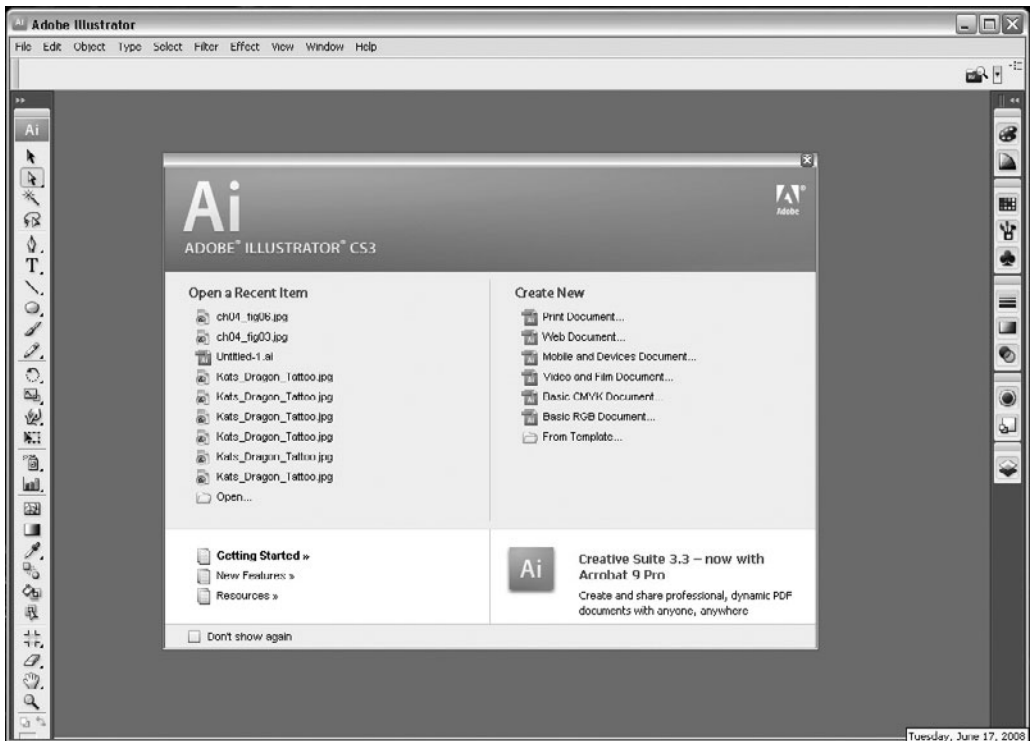 Adobe Illustrator
File Edit Object Type Select Filter Effect View Window Help
Ai
Ai
Adobe
ADOBE® ILLUSTRATOR® CS3
Open a Recent Item
ch04_fig06.jpg
ch04_fig03.jpg
Untitled-1.ai
Kats_Dragon_Tattoo.jpg
Kats_Dragon_Tattoo.jpg
Kats_Dragon_Tattoo.jpg
Kats_Dragon_Tattoo.jpg
Kats_Dragon_Tattoo.jpg
Kats_Dragon_Tattoo.jpg
Open...
Create New
Print Document...
Web Document...
Mobile and Devices Document...
Video and Film Document...
Basic CMYK Document...
Basic RGB Document...
From Template...
Getting Started »
New Features »
Resources »
Ai
Creative Suite 3.3 – now with
Acrobat 9 Pro
Create and share professional, dynamic PDF
documents with anyone, anywhere
Don't show again
Tuesday, June 17, 2008